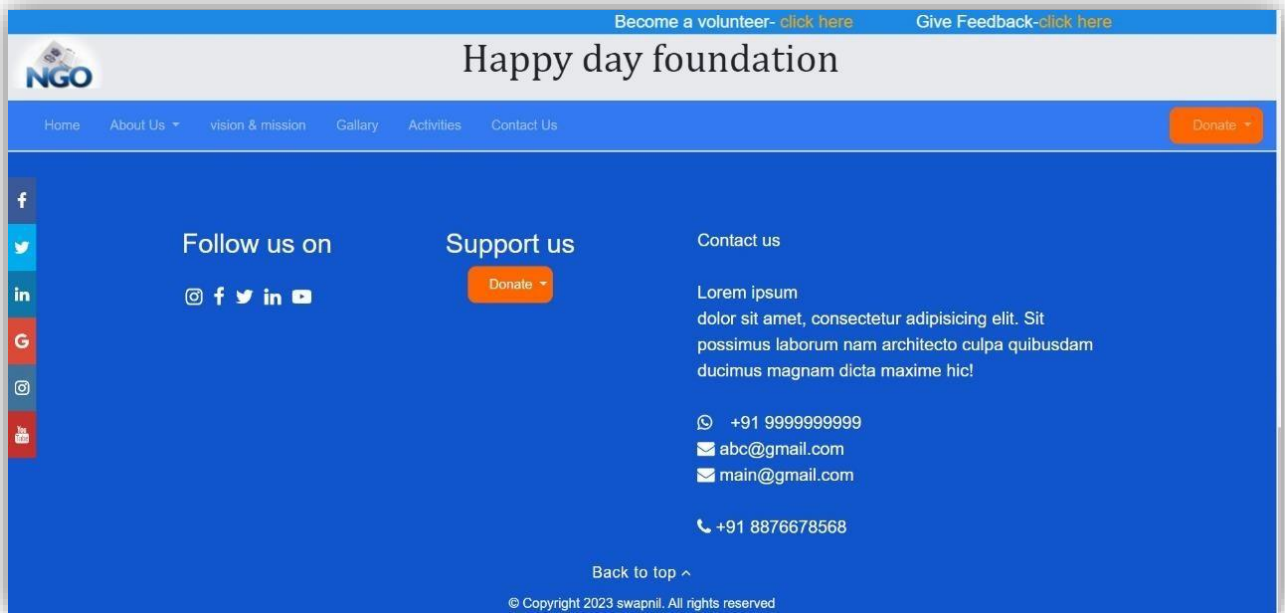 Become a volunteer- click here Give Feedback-click here
NGO
Happy day foundation
Home About Us vision & mission Gallary Activities Contact Us Donate
Follow us on
Support us
Donate
Contact us
Lorem ipsum
dolor sit amet, consectetur adipisicing elit. Sit
possimus laborum nam architecto culpa quibusdam
ducimus magnam dicta maxime hic!
+91 9999999999
abc@gmail.com
main@gmail.com
+91 8876678568
Back to top
© Copyright 2023 swapnil. All rights reserved